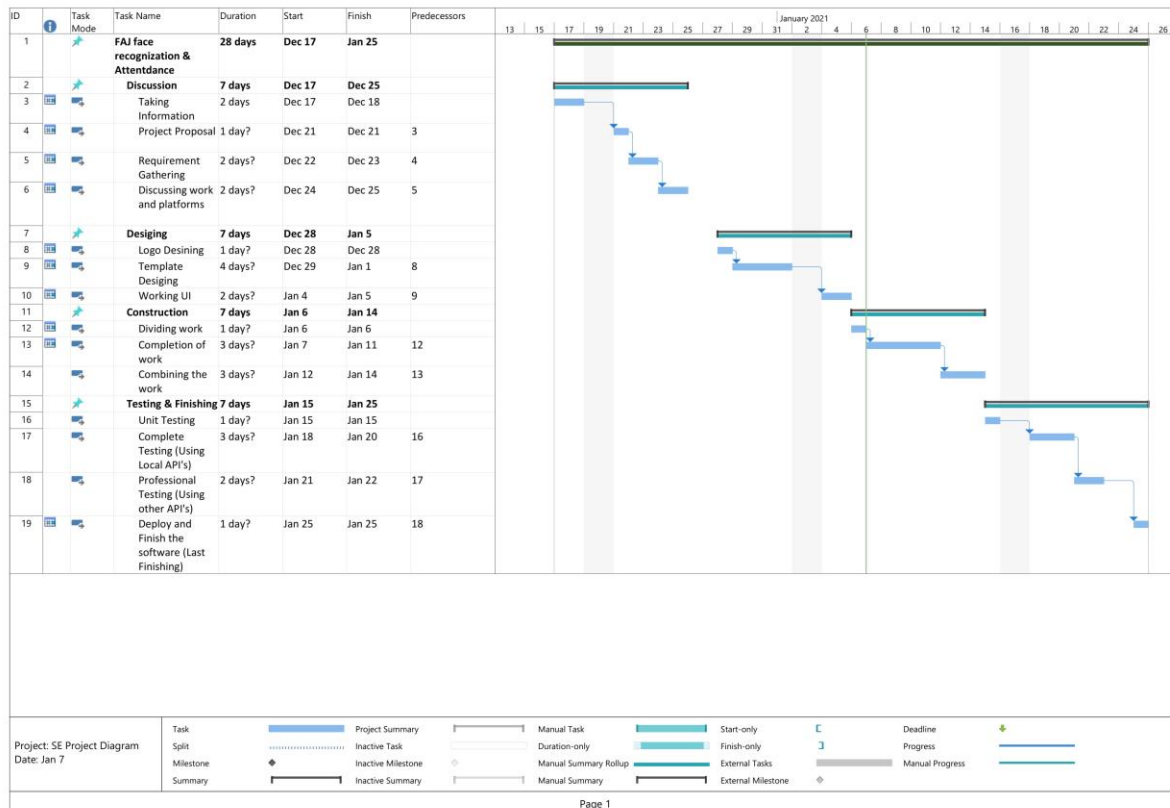 ID Task Mode Task Name Duration Start Finish Predecessors
January 2021
13 15 17 19 21 23 25 27 29 31 2 4 6 8 10 12 14 16 18 20 22 24 26
1 FAJ face recognization & Attentdance 28 days Dec 17 Jan 25
2 Discussion 7 days Dec 17 Dec 25
3 Taking Information 2 days Dec 17 Dec 18
4 Project Proposal 1 day? Dec 21 Dec 21 3
5 Requirement Gathering 2 days? Dec 22 Dec 23 4
6 Discussing work and platforms 2 days? Dec 24 Dec 25 5
7 Desiging 7 days Dec 28 Jan 5
8 Logo Desining 1 day? Dec 28 Dec 28
9 Template Desiging 4 days? Dec 29 Jan 1 8
10 Working UI 2 days? Jan 4 Jan 5 9
11 Construction 7 days Jan 6 Jan 14
12 Dividing work 1 day? Jan 6 Jan 6
13 Completion of work 3 days? Jan 7 Jan 11 12
14 Combining the work 3 days? Jan 12 Jan 14 13
15 Testing & Finishing 7 days Jan 15 Jan 25
16 Unit Testing 1 day? Jan 15 Jan 15
17 Complete Testing (Using Local API's) 3 days? Jan 18 Jan 20 16
18 Professional Testing (Using other API's) 2 days? Jan 21 Jan 22 17
19 Deploy and Finish the software (Last Finishing) 1 day? Jan 25 Jan 25 18
Project: SE Project Diagram
Date: Jan 7
Task Project Summary Manual Task Start-only Deadline
Split Inactive Task Duration-only Finish-only Progress
Milestone Inactive Milestone Manual Summary Rollup External Tasks Manual Progress
Summary Inactive Summary Manual Summary External Milestone
Page 1